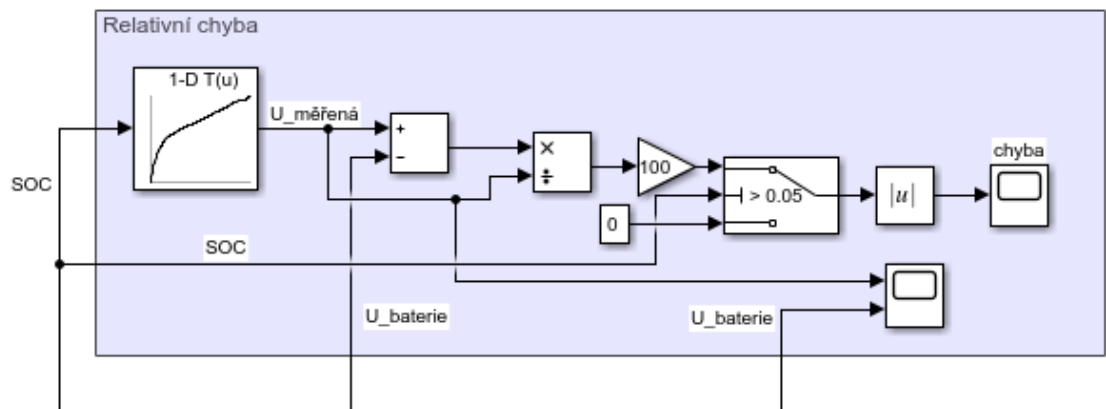 Relativní chyba
1-D T(u)
U_měřená
+
−
×
÷
100
> 0.05
0
|u|
chyba
SOC
SOC
U_baterie
U_baterie